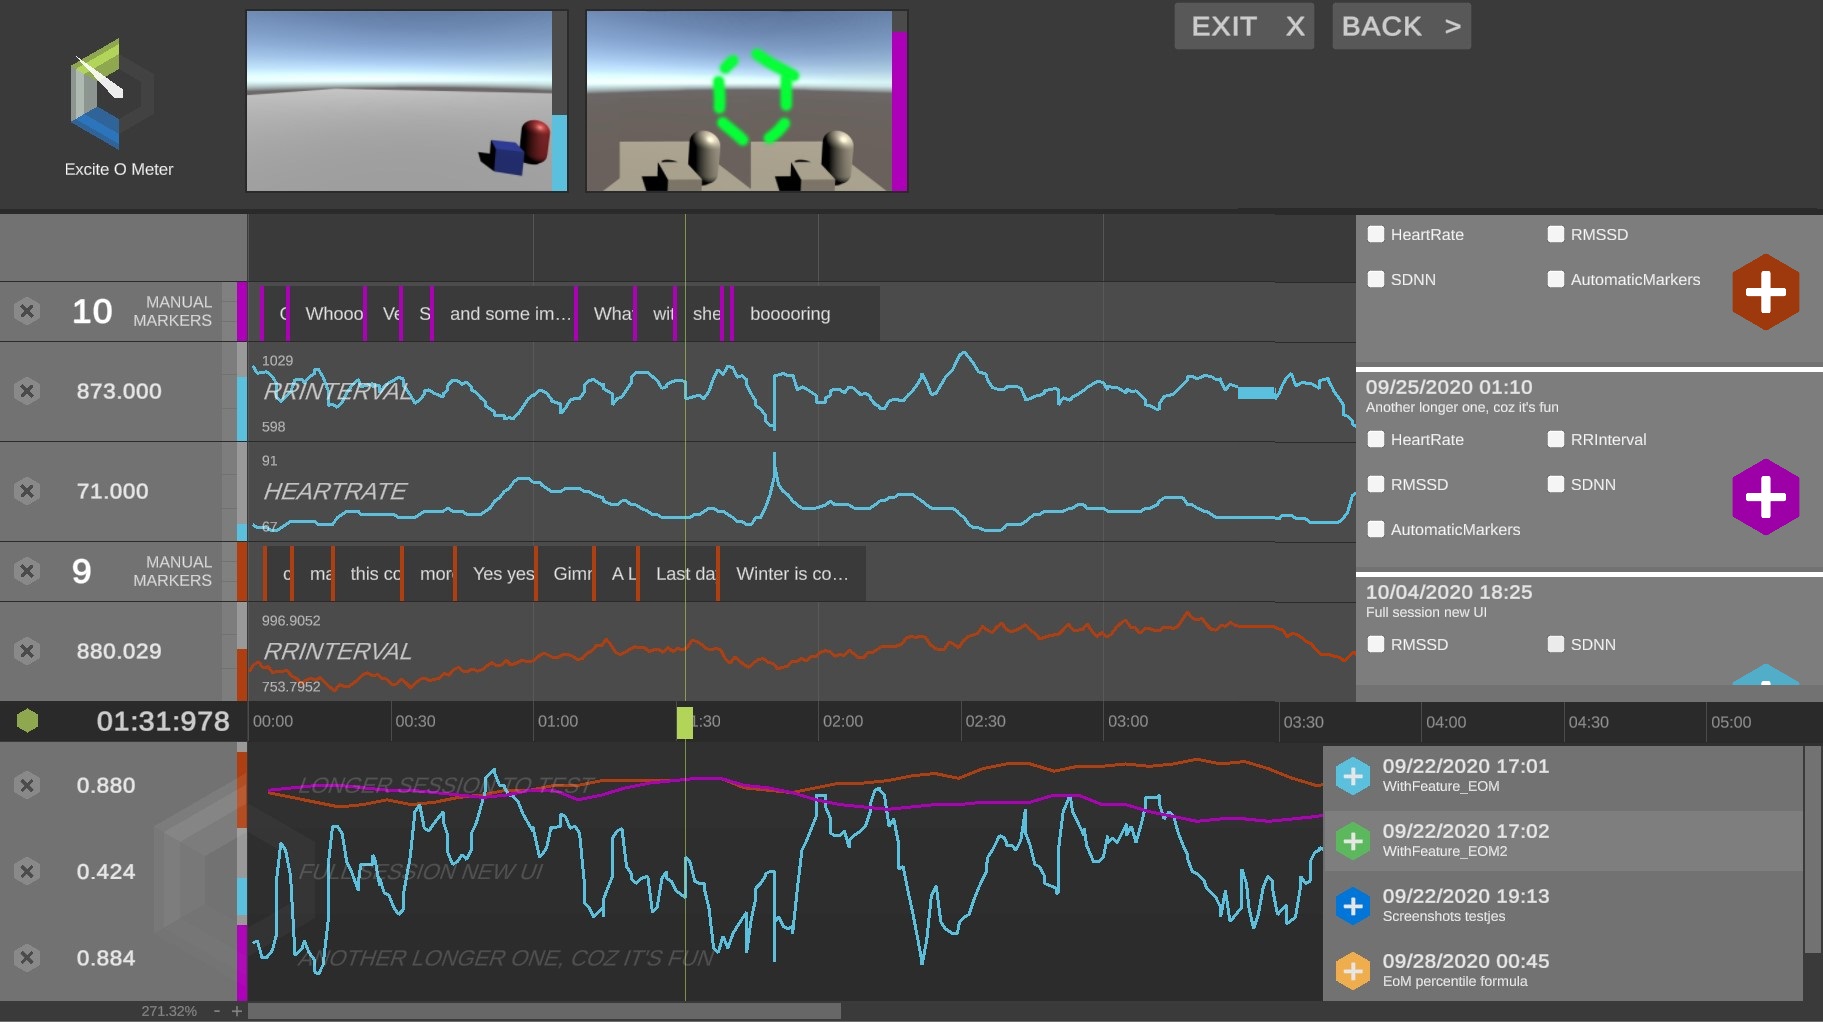 EXIT X
BACK >
Excite O Meter
HeartRate
RMSSD
SDNN
AutomaticMarkers
10
MANUAL
MARKERS
Whooo
Ve
S
and some im...
What
wit
she
booooring
873.000
1029
RRINTERVAL
598
09/25/2020 01:10
Another longer one, coz it's fun
HeartRate
RRInterval
RMSSD
SDNN
AutomaticMarkers
71.000
91
HEARTRATE
67
9
MANUAL
MARKERS
ma
this co
mor
Yes yes
Gimm
A L
Last da
Winter is co...
10/04/2020 18:25
Full session new UI
RMSSD
SDNN
880.029
996.9052
RRINTERVAL
753.7952
01:31:978
00:00
00:30
01:00
1:30
02:00
02:30
03:00
03:30
04:00
04:30
05:00
0.880
LONGER SESSION TO TEST
0.424
FULL SESSION NEW UI
0.884
ANOTHER LONGER ONE, COZ IT'S FUN
09/22/2020 17:01
WithFeature_EOM
09/22/2020 17:02
WithFeature_EOM2
09/22/2020 19:13
Screenshots testjes
09/28/2020 00:45
EoM percentile formula
271.32% - +